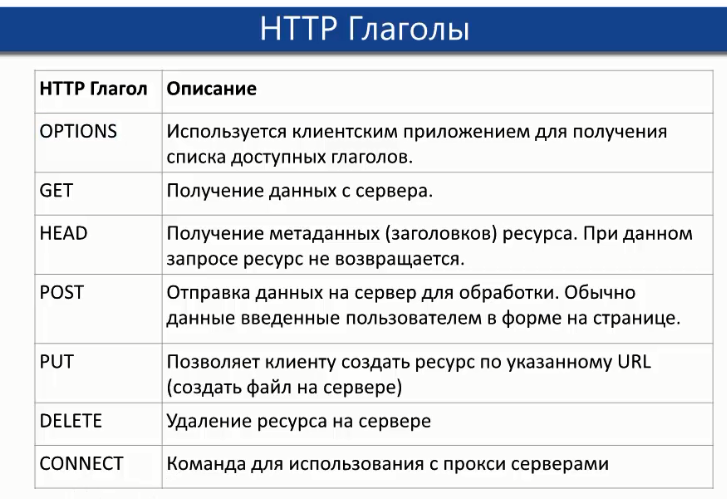 HTTP Глаголы
HTTP Глагол Описание
OPTIONS Используется клиентским приложением для получения
списка доступных глаголов.
GET Получение данных с сервера.
HEAD Получение метаданных (заголовков) ресурса. При данном
запросе ресурс не возвращается.
POST Отправка данных на сервер для обработки. Обычно
данные введенные пользователем в форме на странице.
PUT Позволяет клиенту создать ресурс по указанному URL
(создать файл на сервере)
DELETE Удаление ресурса на сервере
CONNECT Команда для использования с прокси серверами